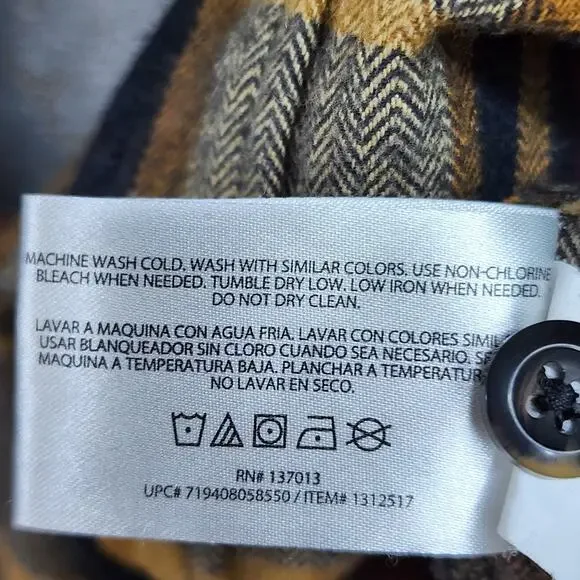 MACHINE WASH COLD. WASH WITH SIMILAR COLORS. USE NON-CHLORINE
BLEACH WHEN NEEDED. TUMBLE DRY LOW. LOW IRON WHEN NEEDED.
DO NOT DRY CLEAN.
LAVAR A MAQUINA CON AGUA FRIA. LAVAR CON COLORES
USAR BLANQUEADOR SIN CLORO CUANDO SEA NECESARIO.
MAQUINA A TEMPERATURA BAJA. PLANCHAR A
NO LAVAR EN SECO.
RN# 137013
UPC# 719408058550 / ITEM# 1312517